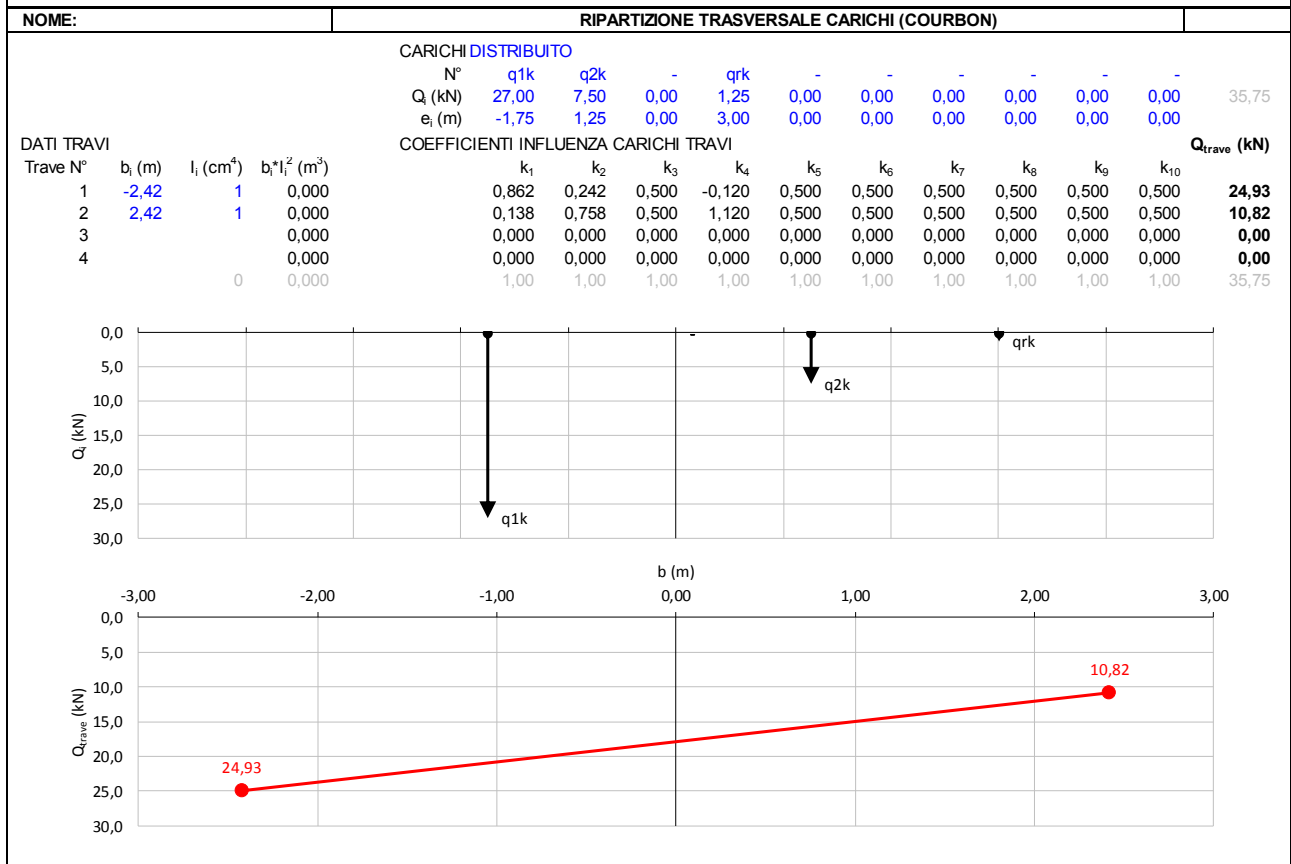 NOME: RIPARTIZIONE TRASVERSALE CARICHI (COURBON)
CARICHI DISTRIBUITO
N° q1k q2k - qrk - - - - - -
Qi (kN) 27,00 7,50 0,00 1,25 0,00 0,00 0,00 0,00 0,00 0,00 35,75
ei (m) -1,75 1,25 0,00 3,00 0,00 0,00 0,00 0,00 0,00 0,00
DATI TRAVI COEFFICIENTI INFLUENZA CARICHI TRAVI Qtrave (kN)
Trave N° bi (m) Ii (cm⁴) bi*Ii² (m³) k1 k2 k3 k4 k5 k6 k7 k8 k9 k10
1 -2,42 1 0,000 0,862 0,242 0,500 -0,120 0,500 0,500 0,500 0,500 0,500 0,500 24,93
2 2,42 1 0,000 0,138 0,758 0,500 1,120 0,500 0,500 0,500 0,500 0,500 0,500 10,82
3 0,000 0,000 0,000 0,000 0,000 0,000 0,000 0,000 0,000 0,000 0,000 0,00
4 0,000 0,000 0,000 0,000 0,000 0,000 0,000 0,000 0,000 0,000 0,000 0,00
0 0,000 1,00 1,00 1,00 1,00 1,00 1,00 1,00 1,00 1,00 1,00 35,75
0,0
5,0
10,0
15,0
20,0
25,0
30,0
Qi (kN)
q1k
q2k
-
qrk
b (m)
-3,00 -2,00 -1,00 0,00 1,00 2,00 3,00
0,0
5,0
10,0
15,0
20,0
25,0
30,0
Qtrave (kN)
24,93
10,82